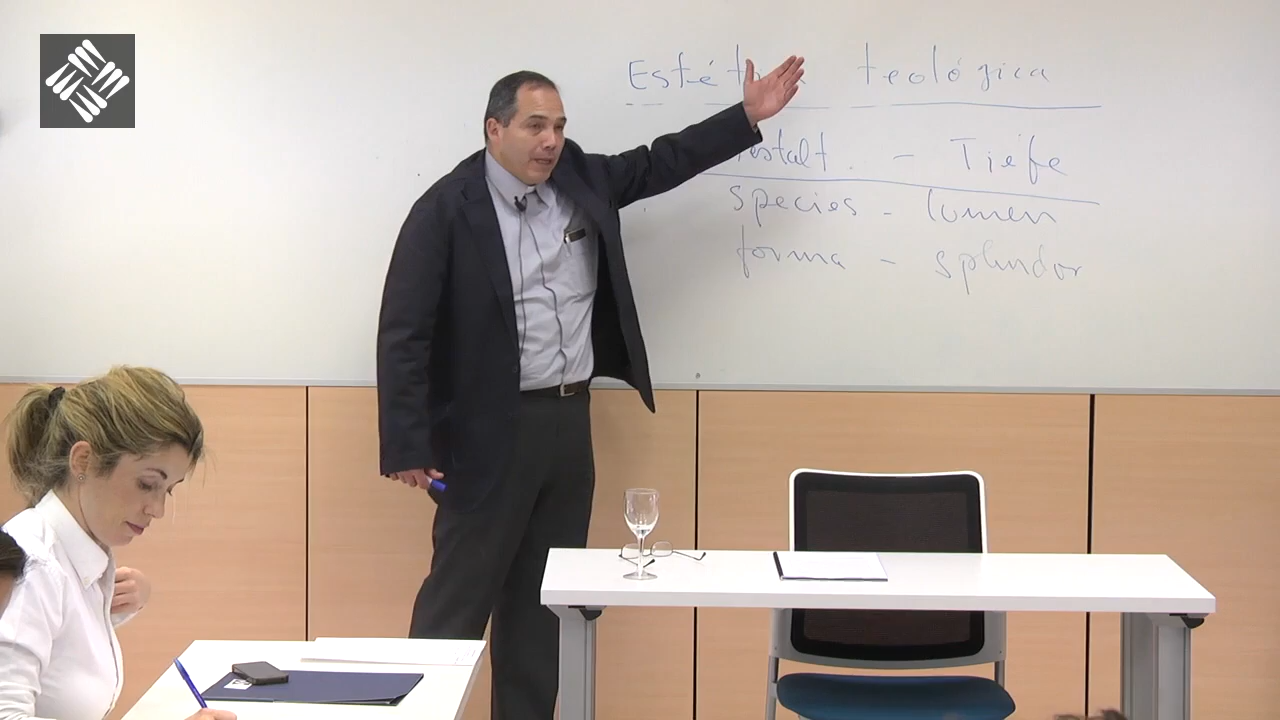 teológica
- Tiefe
species - lumen
forma - splendor